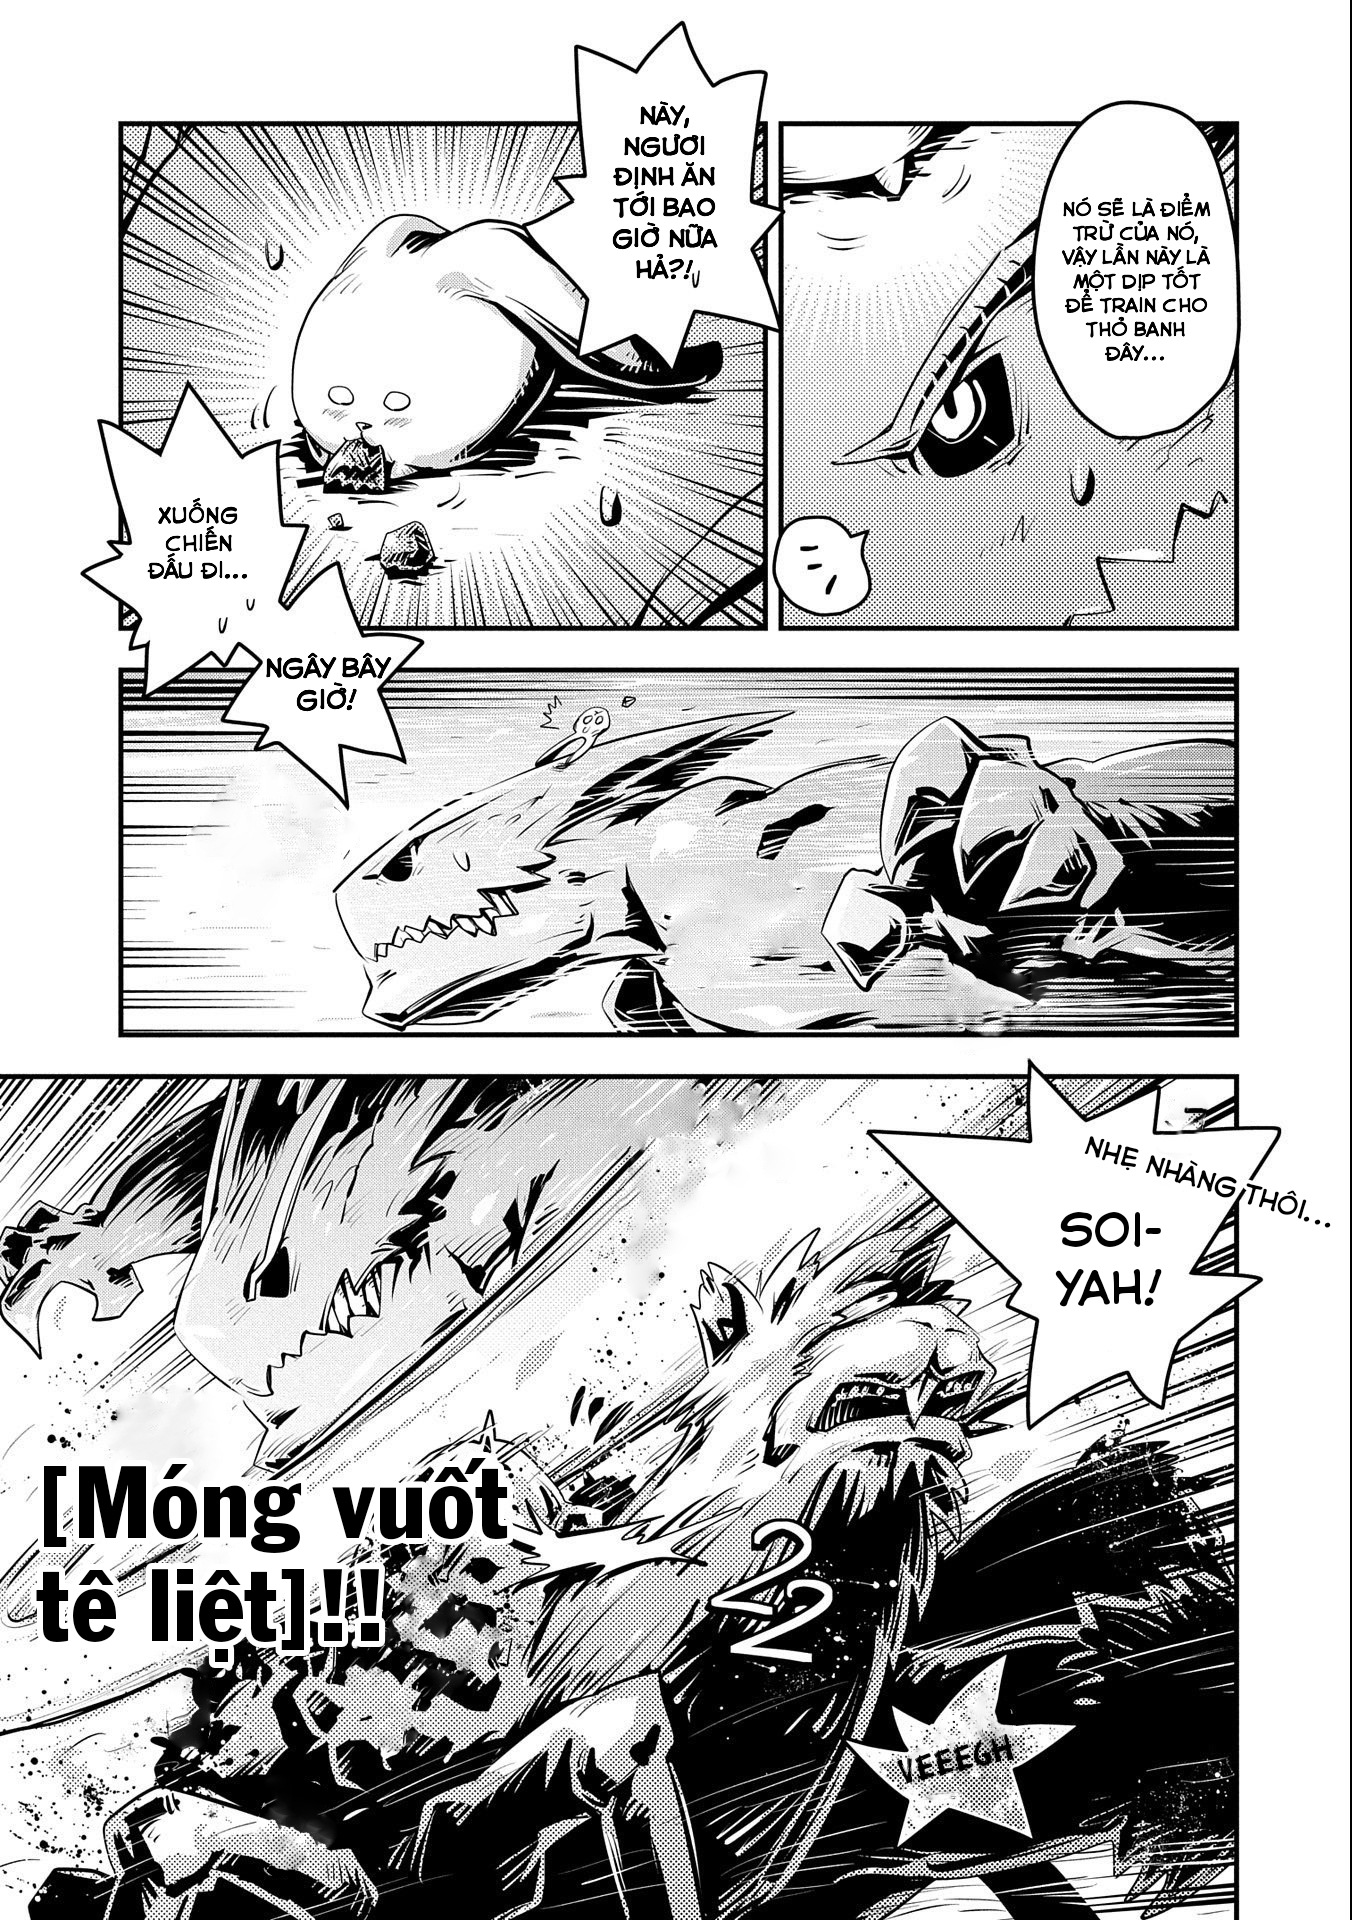 NÓ SẼ LÀ ĐIỂM
TRỪ CỦA NÓ,
VẬY LẦN NÀY LÀ
MỘT DỊP TỐT
ĐỂ TRAIN CHO
THỎ BANH
ĐÂY...
NÀY,
NGƯƠI
ĐỊNH ĂN
TỚI BAO
GIỜ NỮA
HẢ?!
XUỐNG
CHIẾN
ĐẤU ĐI...
NGÂY BÂY
GIỜ!
NHẸ NHÀNG THÔI...
SOI-
YAH!
[Móng vuốt
tê liệt]!!
VEEEGH